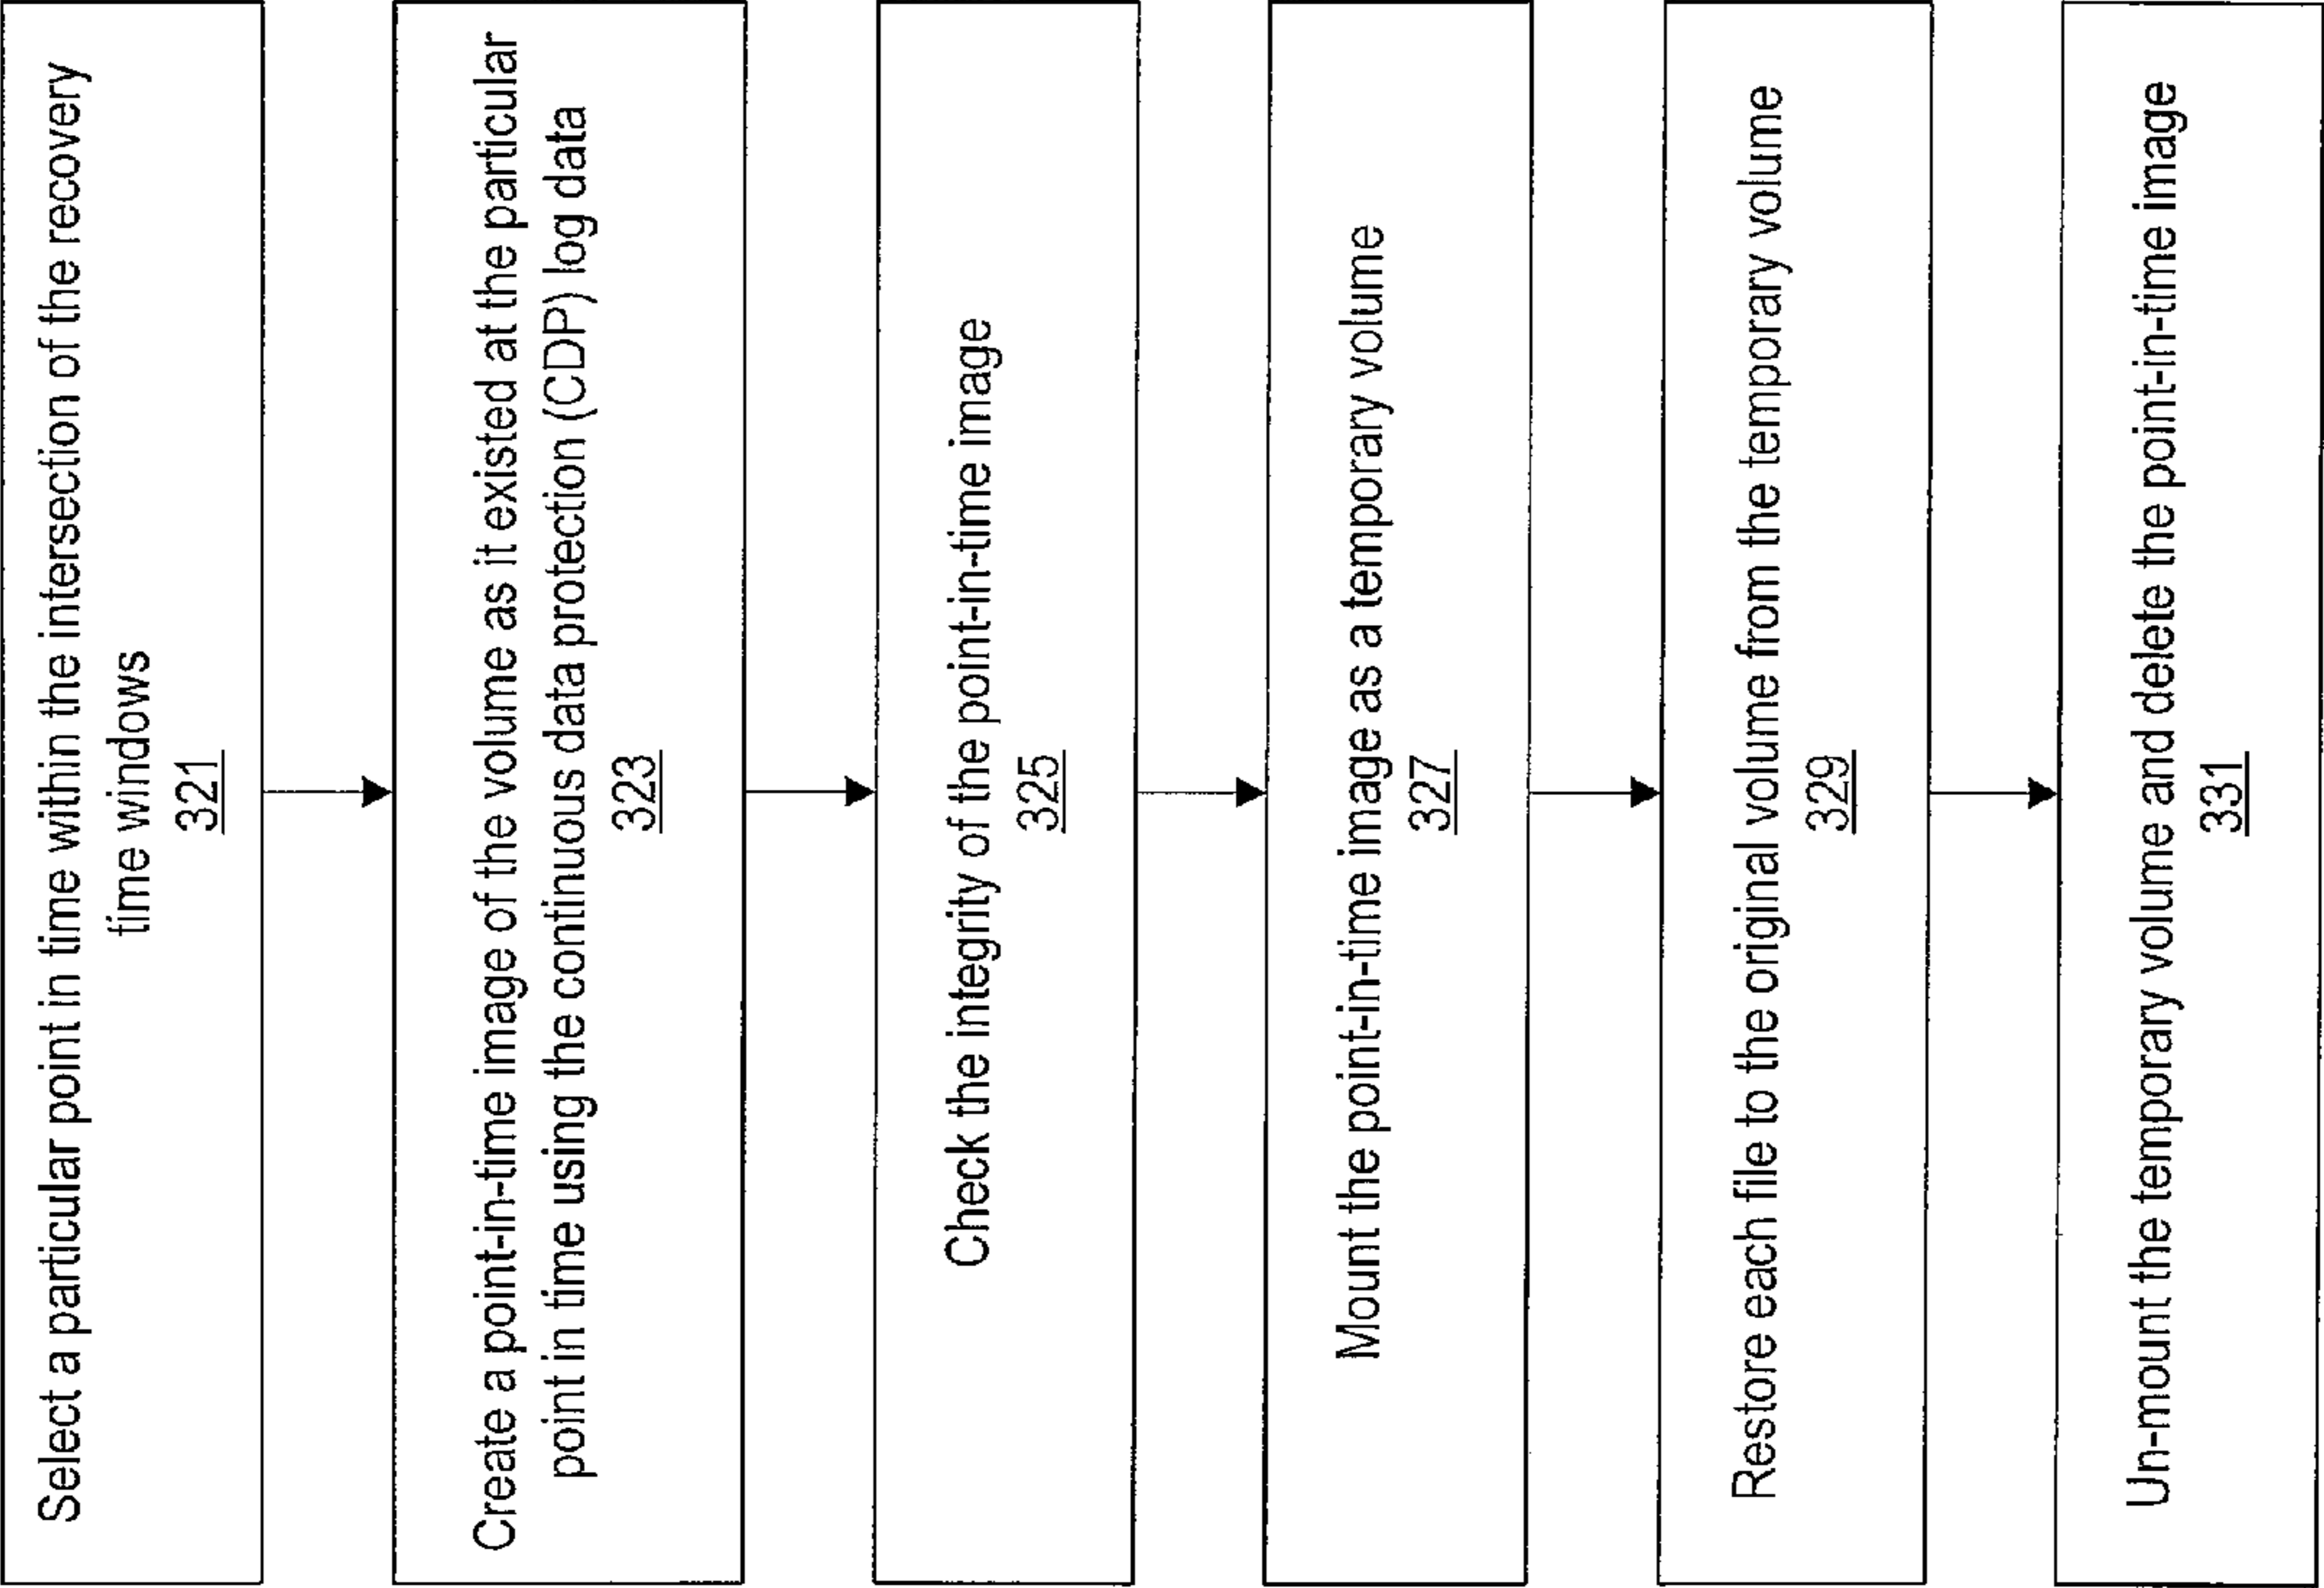 Select a particular point in time within the intersection of the recovery
time windows
321
Create a point-in-time image of the volume as it existed at the particular
point in time using the continuous data protection (CDP) log data
323
Check the integrity of the point-in-time image
325
Mount the point-in-time image as a temporary volume
327
Restore each file to the original volume from the temporary volume
329
Un-mount the temporary volume and delete the point-in-time image
331